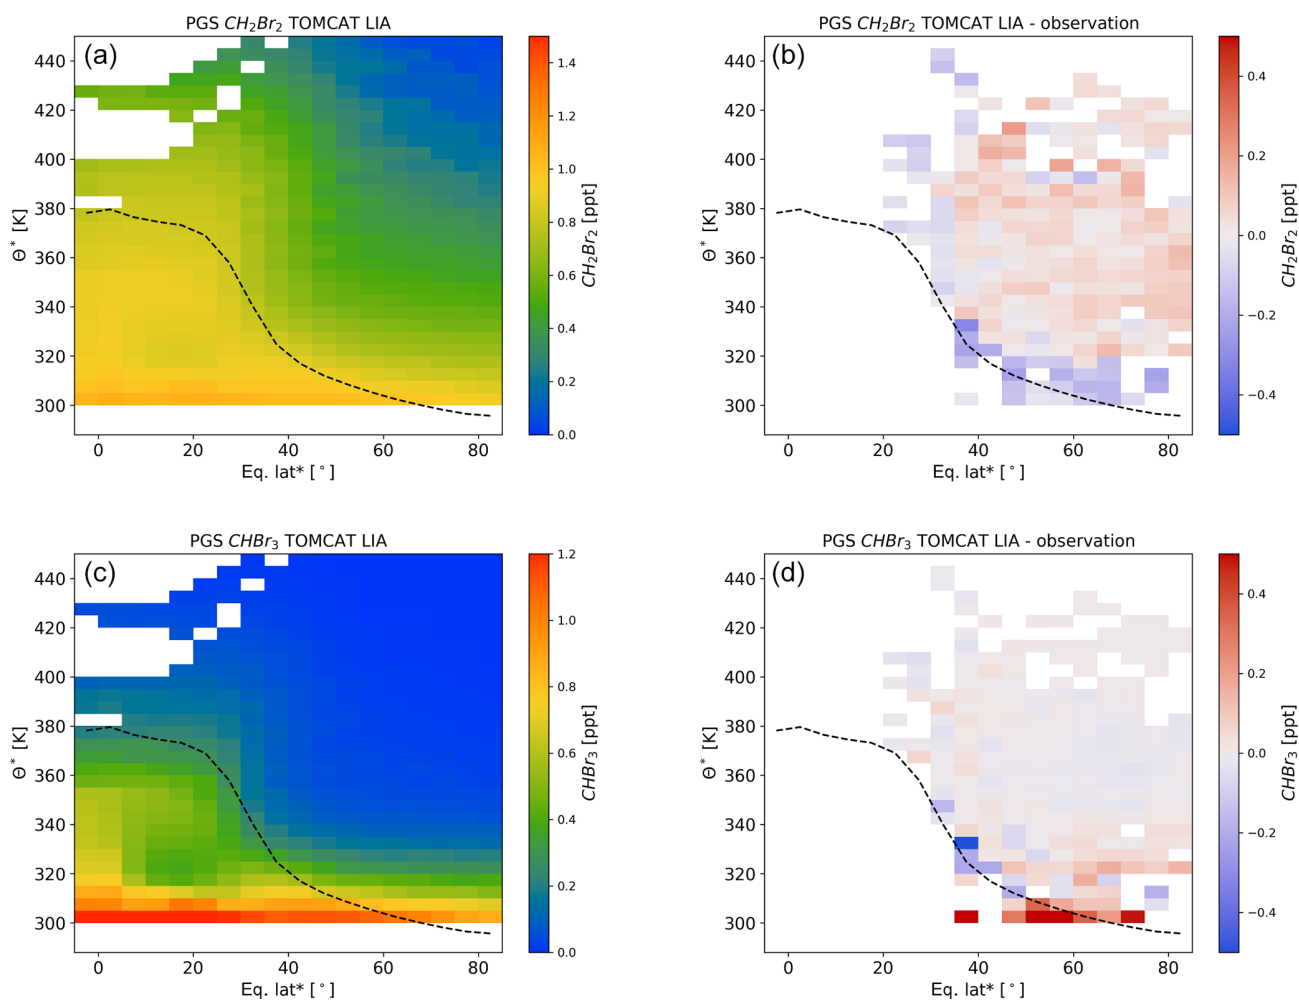 PGS CH₂Br₂ TOMCAT LIA
(a)
440
420
400
380
360
340
320
300
Θ* [K]
0 20 40 60 80
Eq. lat* [°]
1.4
1.2
1.0
0.8
0.6
0.4
0.2
0.0
CH₂Br₂ [ppt]
PGS CH₂Br₂ TOMCAT LIA - observation
(b)
440
420
400
380
360
340
320
300
Θ* [K]
0 20 40 60 80
Eq. lat* [°]
0.4
0.2
0.0
−0.2
−0.4
CH₂Br₂ [ppt]
PGS CHBr₃ TOMCAT LIA
(c)
440
420
400
380
360
340
320
300
Θ* [K]
0 20 40 60 80
Eq. lat* [°]
1.2
1.0
0.8
0.6
0.4
0.2
0.0
CHBr₃ [ppt]
PGS CHBr₃ TOMCAT LIA - observation
(d)
440
420
400
380
360
340
320
300
Θ* [K]
0 20 40 60 80
Eq. lat* [°]
0.4
0.2
0.0
−0.2
−0.4
CHBr₃ [ppt]